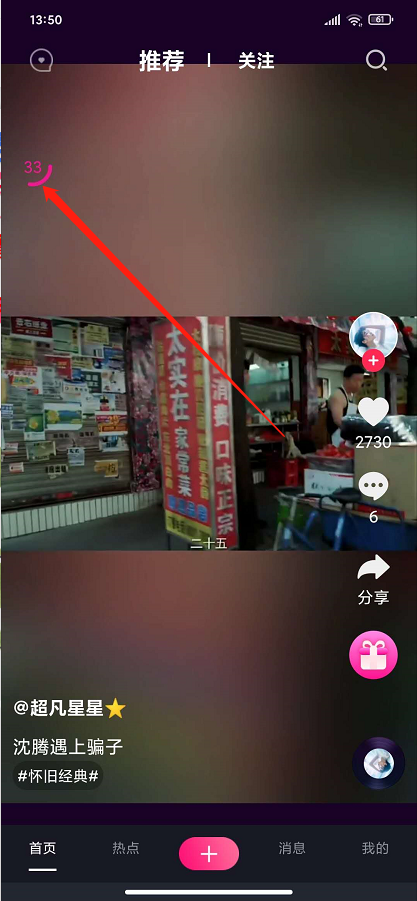 13:50
61
推荐
关注
33
太实在家常菜
消费
口味正宗
2730
6
二十五
分享
@超凡星星⭐
沈腾遇上骗子
#怀旧经典#
首页
热点
消息
我的